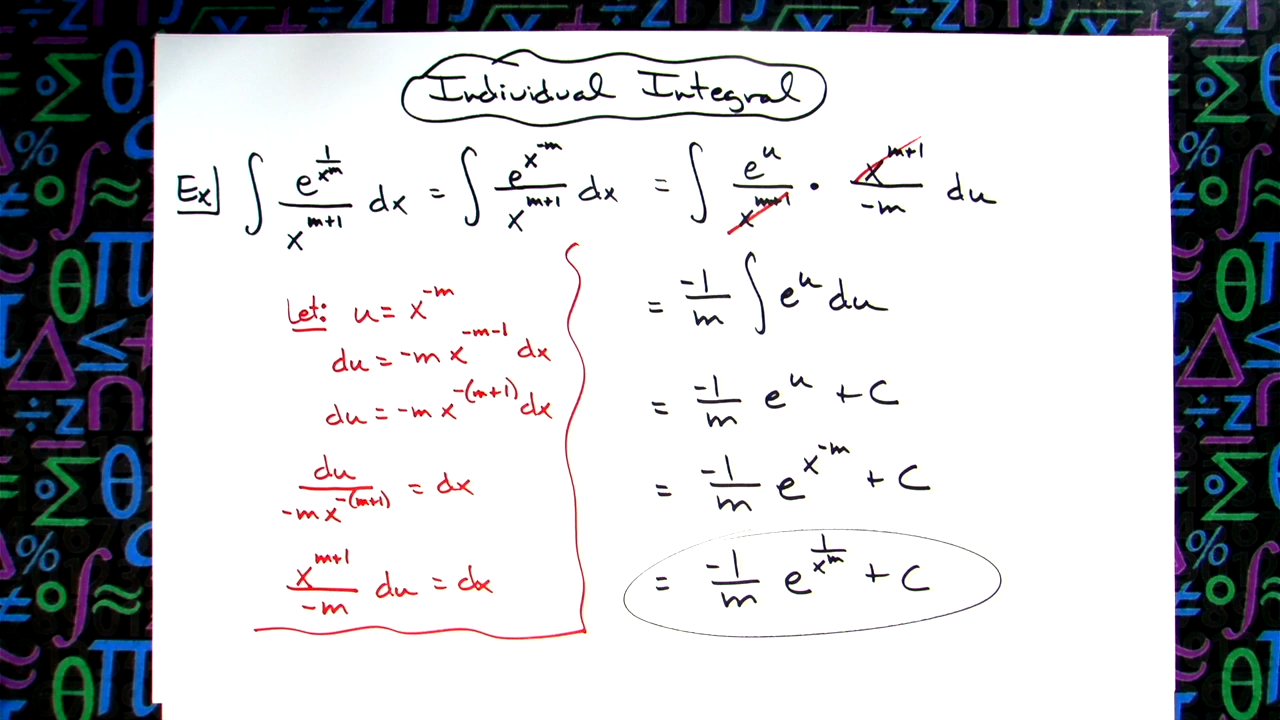 Individual Integral
Ex] ∫ e^(1/x^m) / x^(m+1) dx = ∫ e^(x^(-m)) / x^(m+1) dx = ∫ e^u / x^(m+1) · x^(m+1) / -m du
Let: u = x^(-m)
du = -m x^(-m-1) dx
du = -m x^(-(m+1)) dx
du / -m x^(-(m+1)) = dx
x^(m+1) / -m du = dx
= -1/m ∫ e^u du
= -1/m e^u + C
= -1/m e^(x^(-m)) + C
= -1/m e^(1/x^m) + C